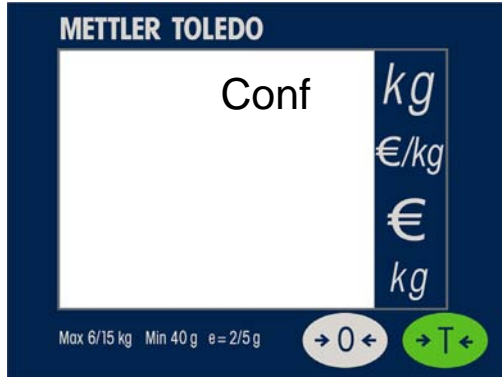 METTLER TOLEDO
Conf
kg
€/kg
€
kg
Max 6/15 kg Min 40 g e = 2/5 g
→0←
→T←